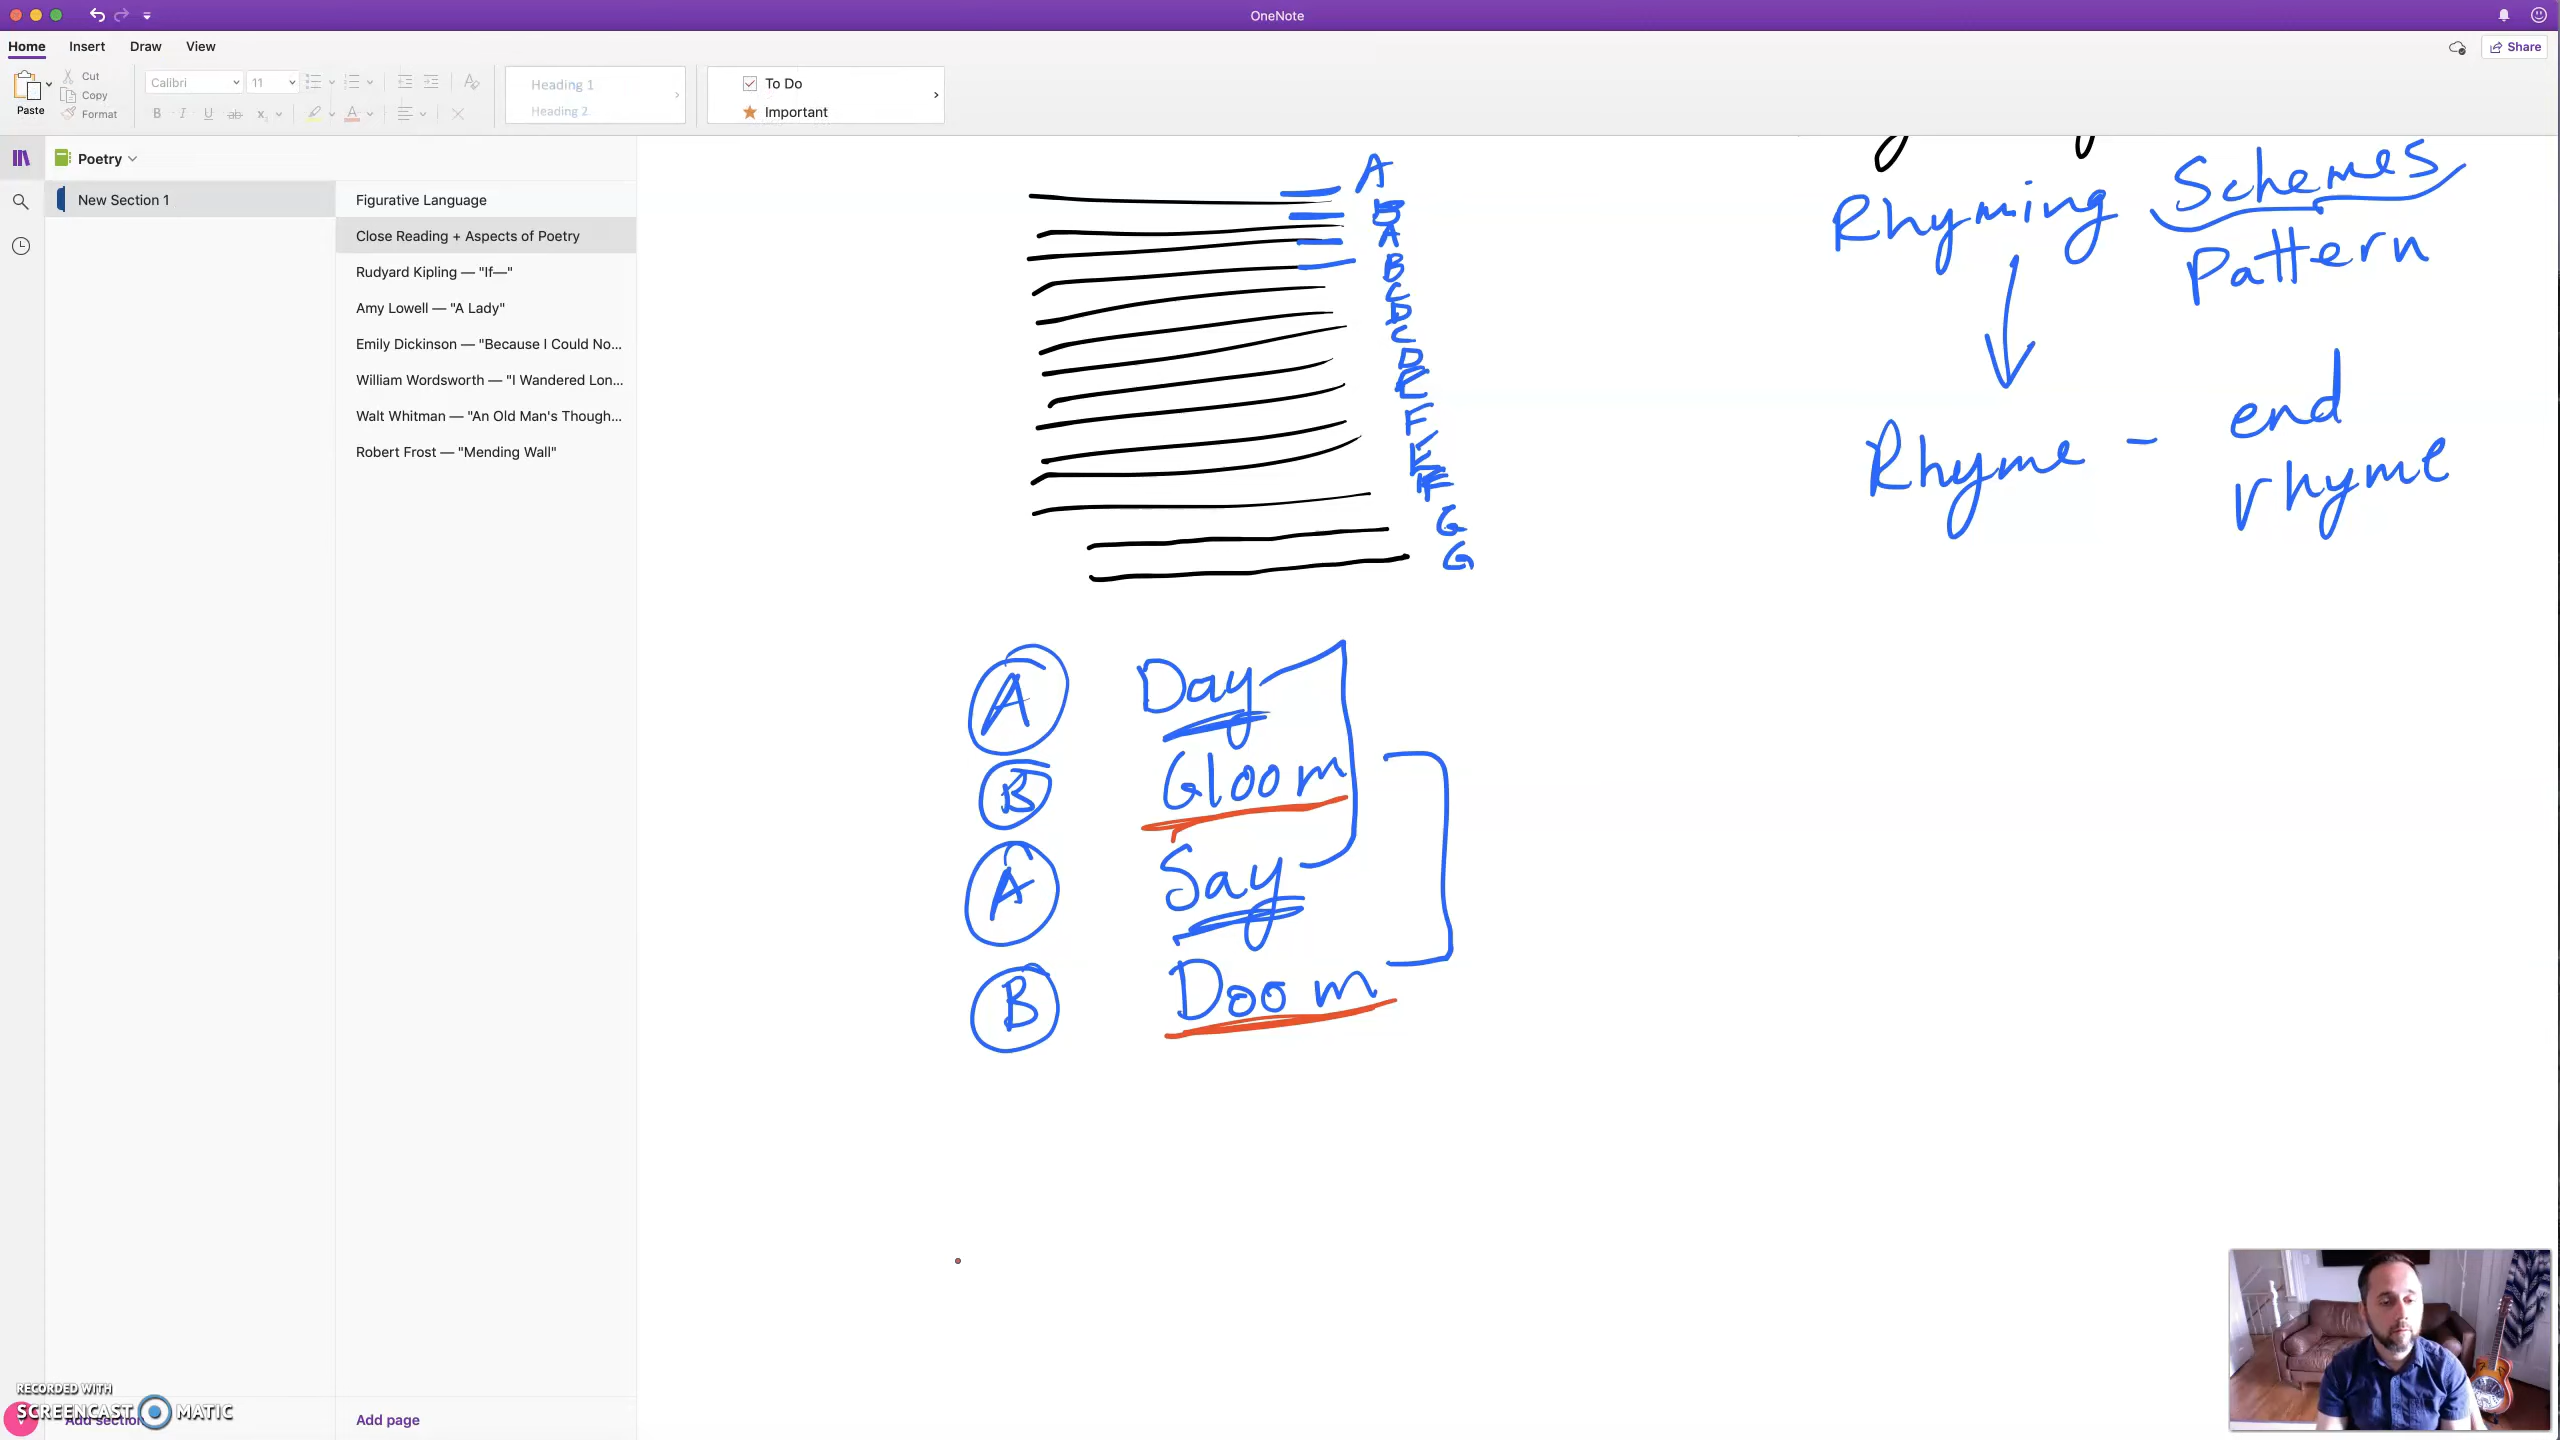 OneNote
Home Insert Draw View
Share
Paste
Cut
Copy
Format
Calibri 11
B I U ab x
A
Heading 1
Heading 2
To Do
Important
Poetry
New Section 1
Figurative Language
Close Reading + Aspects of Poetry
Rudyard Kipling — "If—"
Amy Lowell — "A Lady"
Emily Dickinson — "Because I Could No...
William Wordsworth — "I Wandered Lon...
Walt Whitman — "An Old Man's Though...
Robert Frost — "Mending Wall"
A
B
A
B
C
D
C
D
E
F
E
F
G
G
Rhyming Schemes
Pattern
Rhyme - end
rhyme
A Day
B Gloom
A Say
B Doom
RECORDED WITH
SCREENCAST MATIC
Add section
Add page